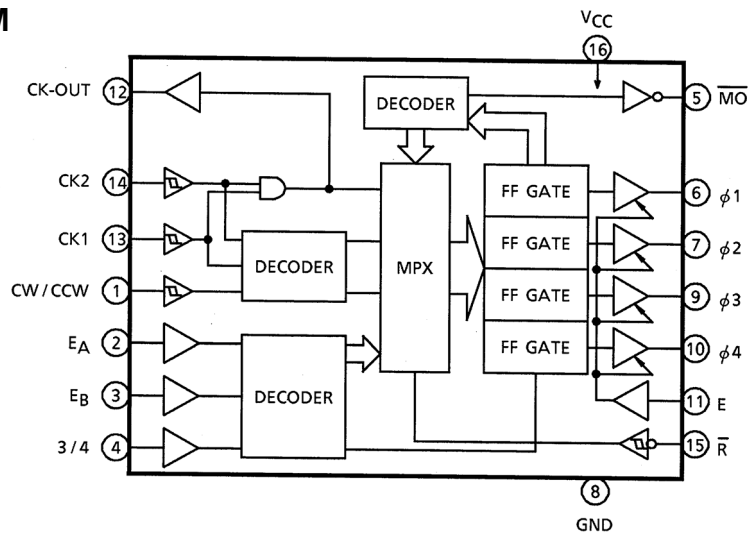 M
VCC
16
CK-OUT 12
DECODER
5 M̅O̅
CK2 14
FF GATE
6 ϕ1
CK1 13
FF GATE
7 ϕ2
DECODER
MPX
CW/CCW 1
FF GATE
9 ϕ3
EA 2
FF GATE
10 ϕ4
EB 3
DECODER
11 E
3/4 4
15 R̅
8
GND